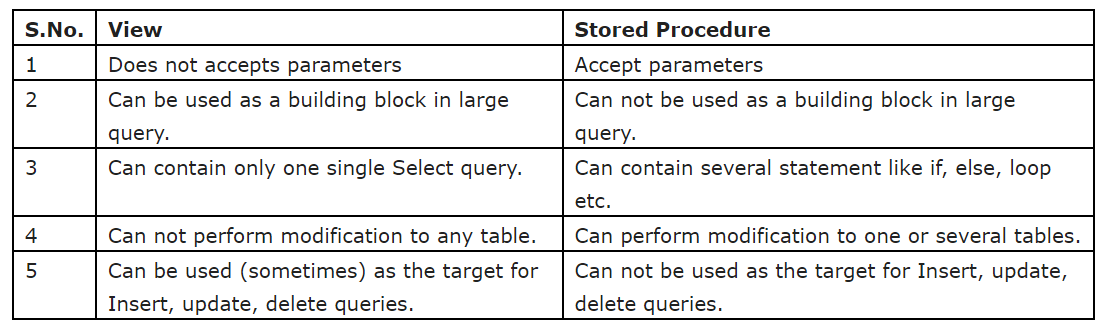 S.No. View Stored Procedure
1 Does not accepts parameters Accept parameters
2 Can be used as a building block in large Can not be used as a building block in large
query. query.
3 Can contain only one single Select query. Can contain several statement like if, else, loop
etc.
4 Can not perform modification to any table. Can perform modification to one or several tables.
5 Can be used (sometimes) as the target for Can not be used as the target for Insert, update,
Insert, update, delete queries. delete queries.